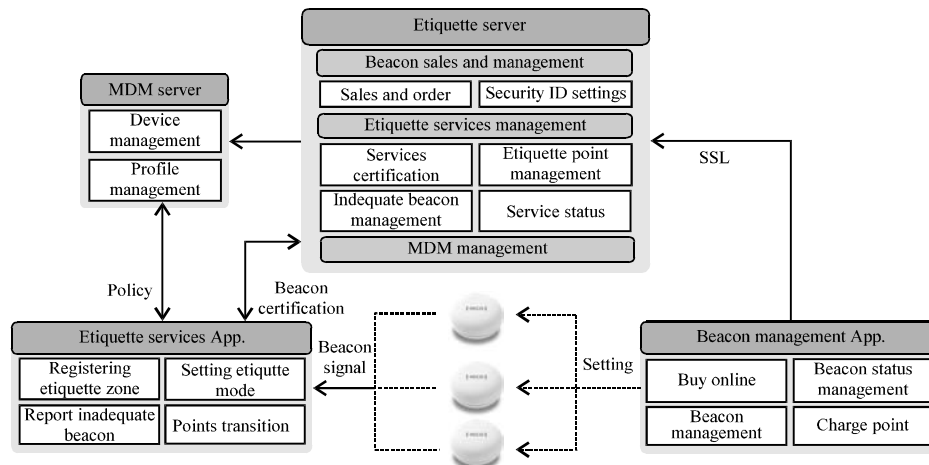 Etiquette server
Beacon sales and management
Sales and order
Security ID settings
Etiquette services management
Services
certification
Etiquette point
management
Indequate beacon
management
Service status
MDM management
MDM server
Device
management
Profile
management
SSL
Policy
Beacon
certification
Etiquette services App.
Registering
etiquette zone
Setting etiqutte
mode
Report inadequate
beacon
Points transition
Beacon
signal
Setting
Beacon management App.
Buy online
Beacon status
management
Beacon
management
Charge point